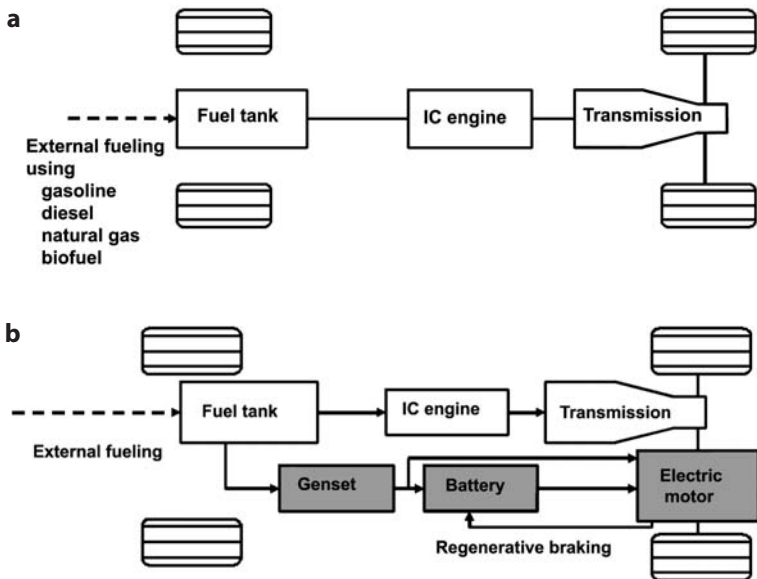 a
Fuel tank
IC engine
Transmission
External fueling
using
gasoline
diesel
natural gas
biofuel
b
Fuel tank
IC engine
Transmission
External fueling
Genset
Battery
Electric
motor
Regenerative braking